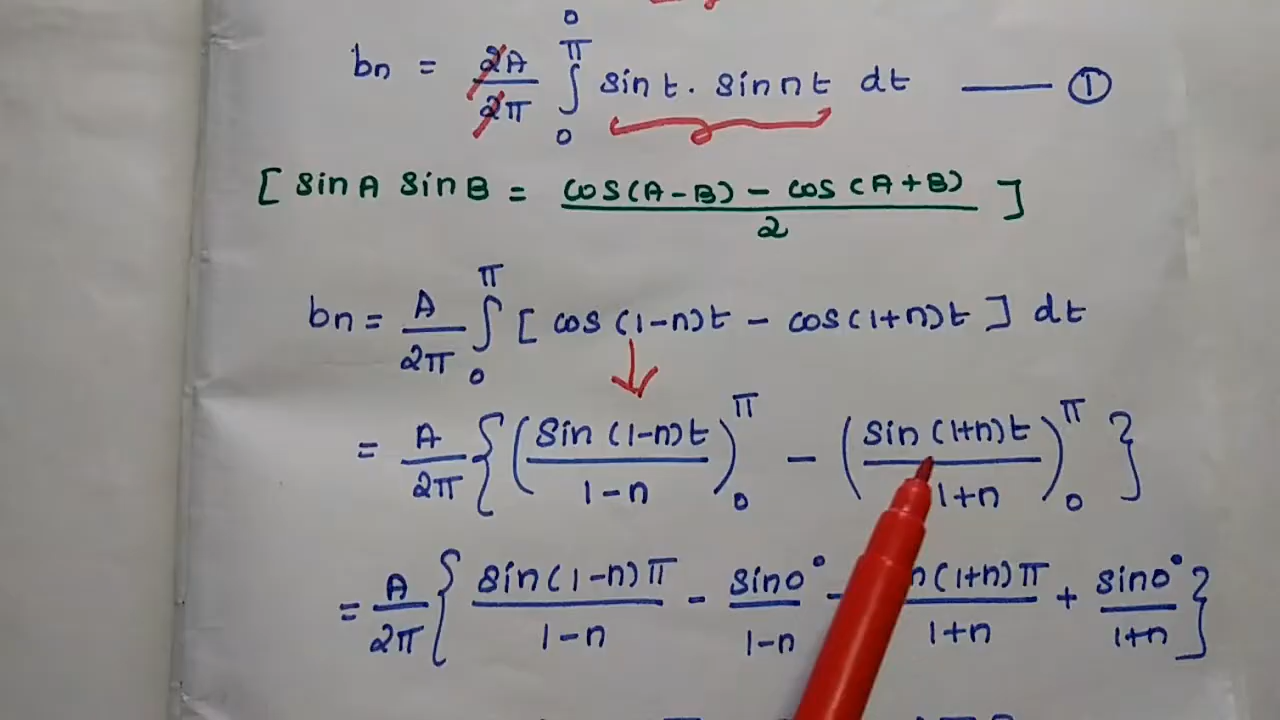 bn = 2A/2π ∫₀^π sin t . sin nt dt —— ①
[ sin A sin B = cos(A-B) - cos(A+B) / 2 ]
bn = A/2π ∫₀^π [ cos(1-n)t - cos(1+n)t ] dt
= A/2π { ( sin(1-n)t / 1-n )₀^π - ( sin(1+n)t / 1+n )₀^π }
= A/2π { sin(1-n)π / 1-n - sin0° / 1-n - n(1+n)π / 1+n + sin0° / 1+n }